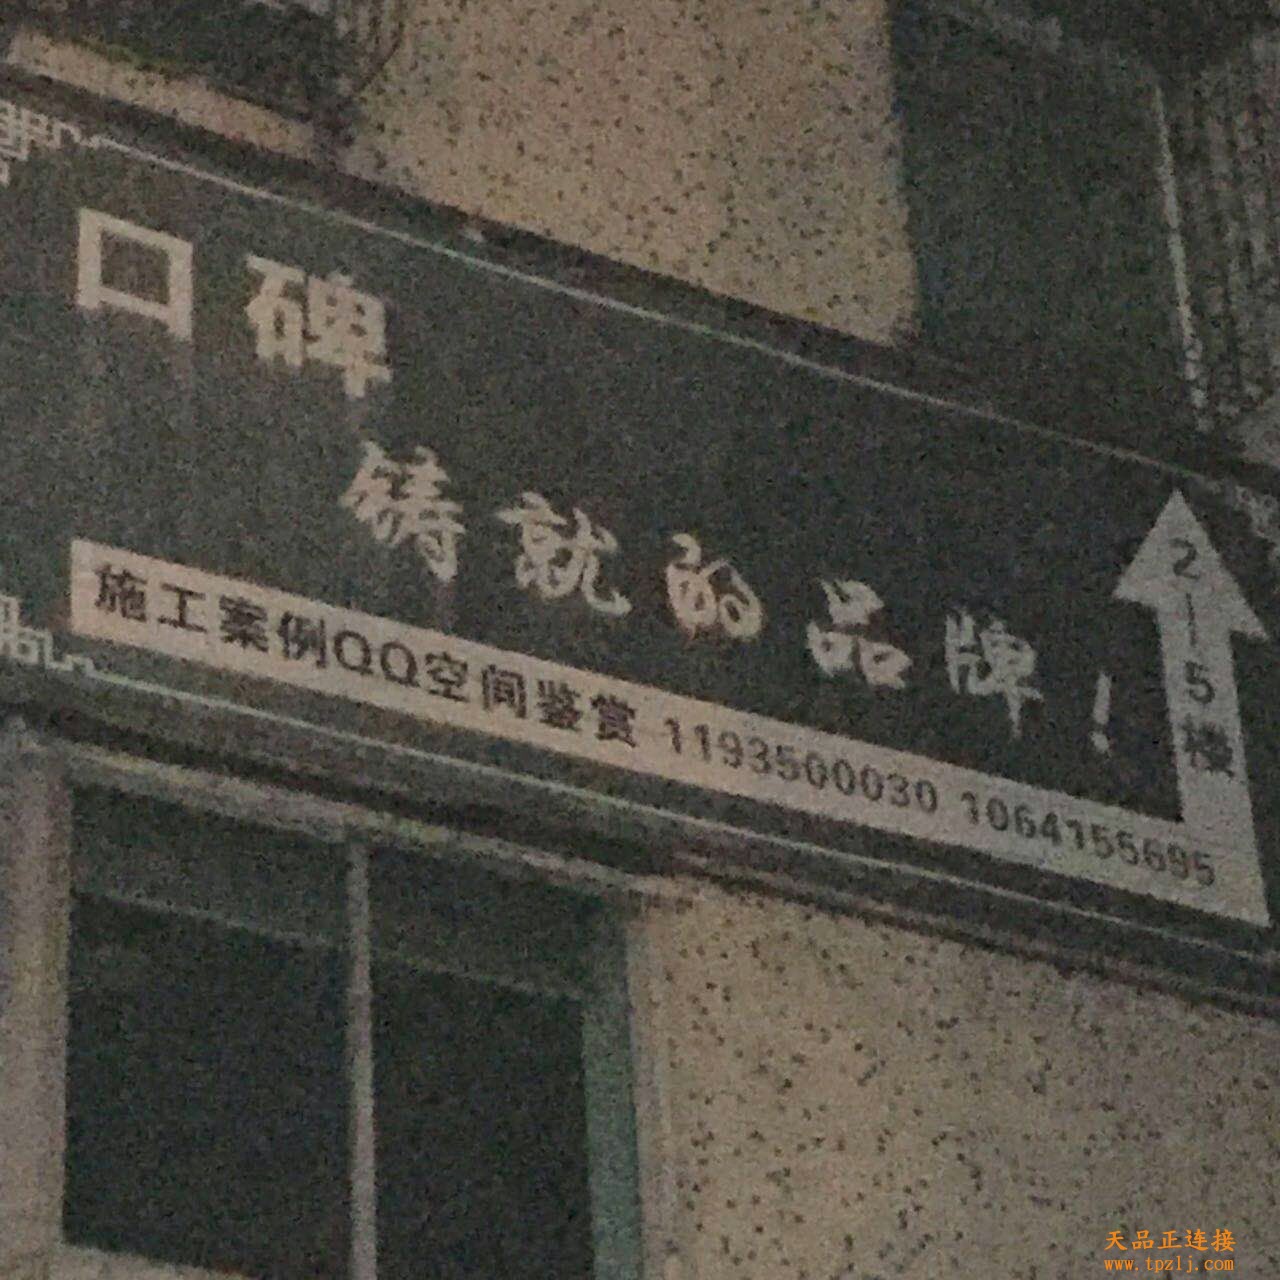 口碑
铸就的品牌！
施工案例QQ空间鉴赏 1193500030 1064155695
2—5楼
天品正连接
www.tpzlj.com